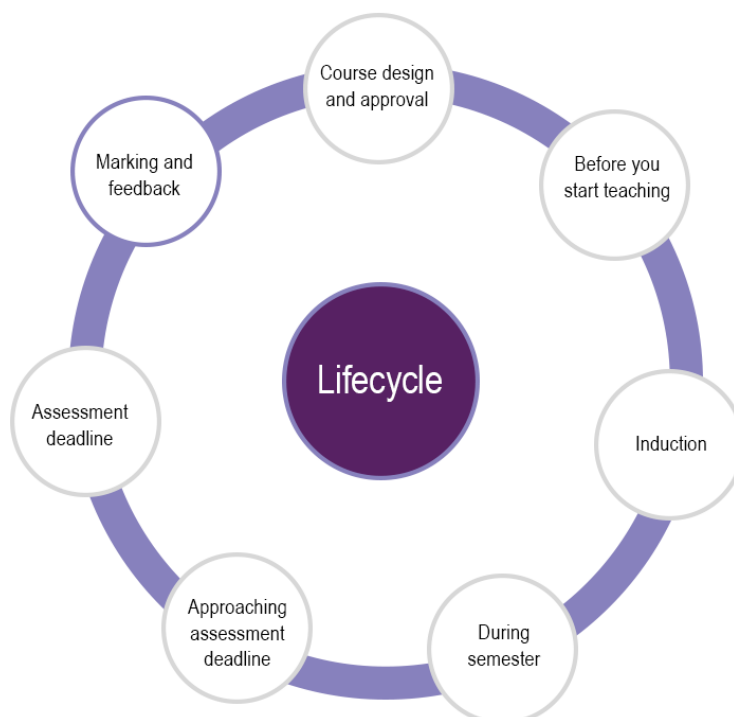 Course design
and approval
Before you
start teaching
Induction
During
semester
Approaching
assessment
deadline
Assessment
deadline
Marking and
feedback
Lifecycle